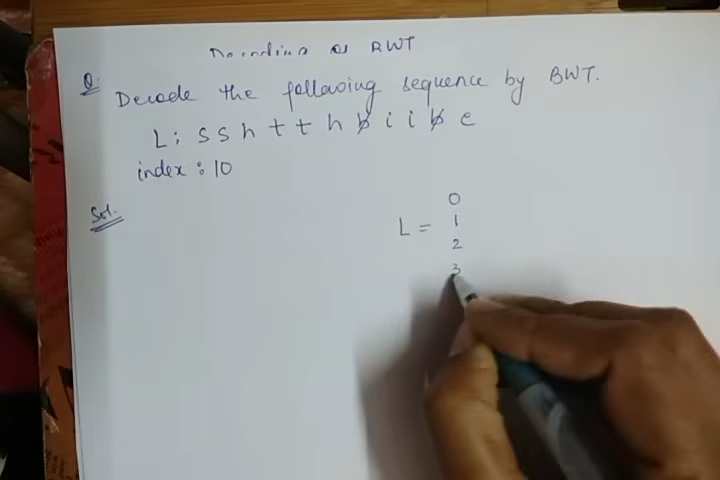 Decoding of BWT
Q. Decode the following sequence by BWT.
L: s s h t t h ƀ i i ƀ e
index : 10
Sol.
L = 0
1
2
3